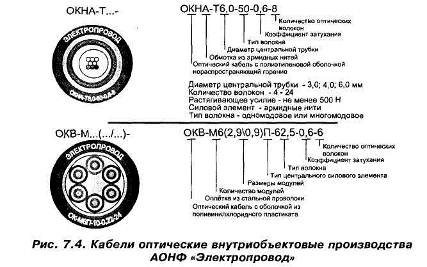 ОКНА-Т...-
ОКНА-Т6,0-50-0,6-8
Количество оптических
волокон
Коэффициент затухания
Тип волокна
Диаметр центральной трубки
Обмотка из армидных нитй
Оптический кабель с полиэтиленовой оболочкой
нераспространяющий горению
ЭЛЕКТРОПРОВОД
Диаметр центральной трубки - 3,0; 4,0; 6,0 мм
Количество волокон - 4 - 24
Растягивающее усилие - не менее 500 Н
Силовой элемент - армидные нити
Тип волокна - одномодовое или многомодовое
ОКВ-М...(.../...)-
ОКВ-М6(2,9\0,9)П-62,5-0,6-6
Количество оптических
волокон
Коэффициент затухания
Тип волокна
Тип центрального силового элемента
Размеры модулей
Количество модулей
Оплётка из стальной проволоки
Оптический кабель с оболочкой из
поливинилхлоридного пластиката
ЭЛЕКТРОПРОВОД
Рис. 7.4. Кабели оптические внутриобъектовые производства
АОНФ «Электропровод»